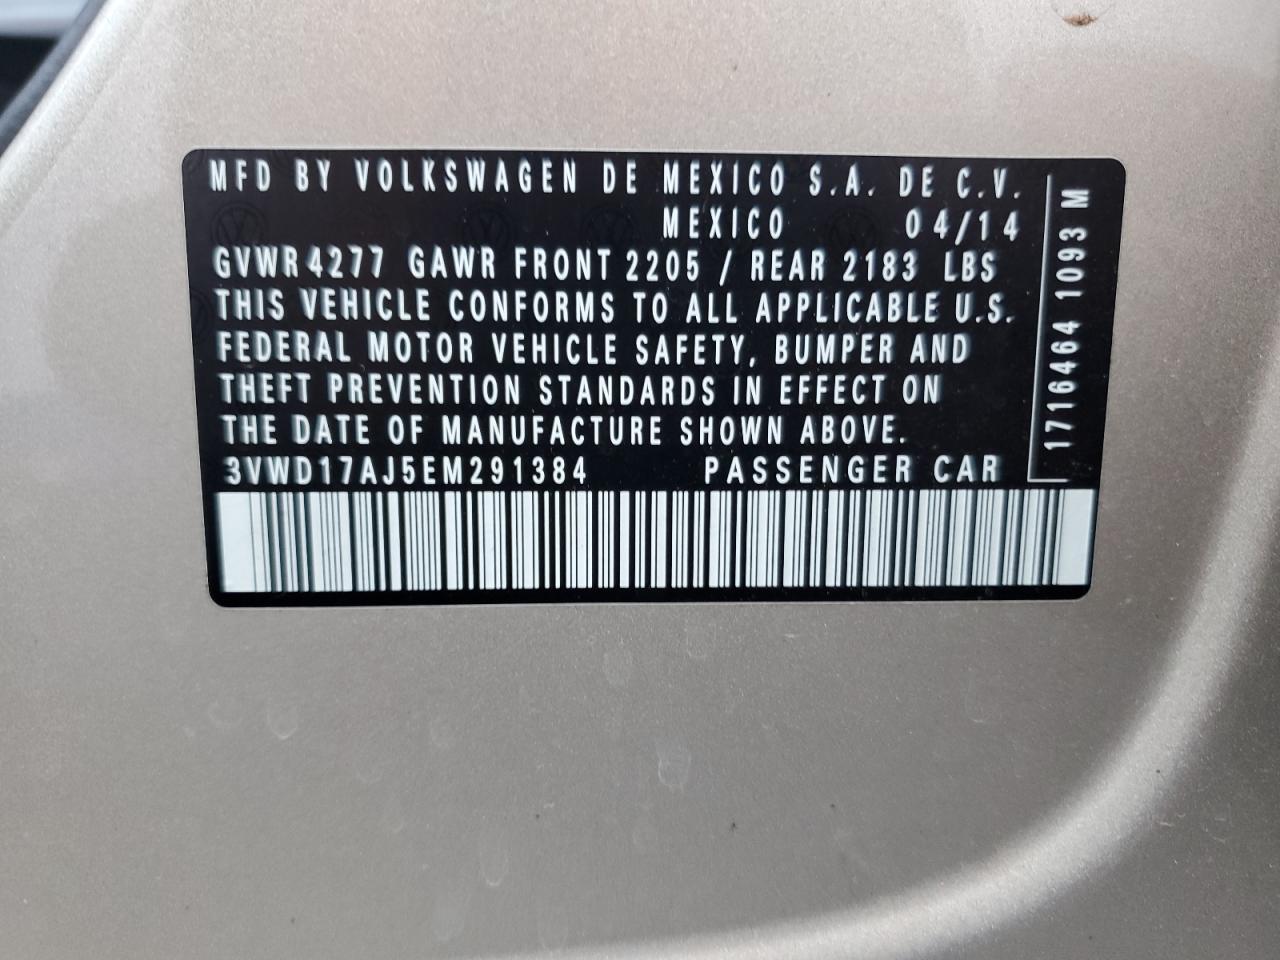 MFD BY VOLKSWAGEN DE MEXICO S.A. DE C.V.
MEXICO 04/14
GVWR 4277 GAWR FRONT 2205 / REAR 2183 LBS
THIS VEHICLE CONFORMS TO ALL APPLICABLE U.S.
FEDERAL MOTOR VEHICLE SAFETY, BUMPER AND
THEFT PREVENTION STANDARDS IN EFFECT ON
THE DATE OF MANUFACTURE SHOWN ABOVE.
3VWD17AJ5EM291384 PASSENGER CAR
1716464 1093 M